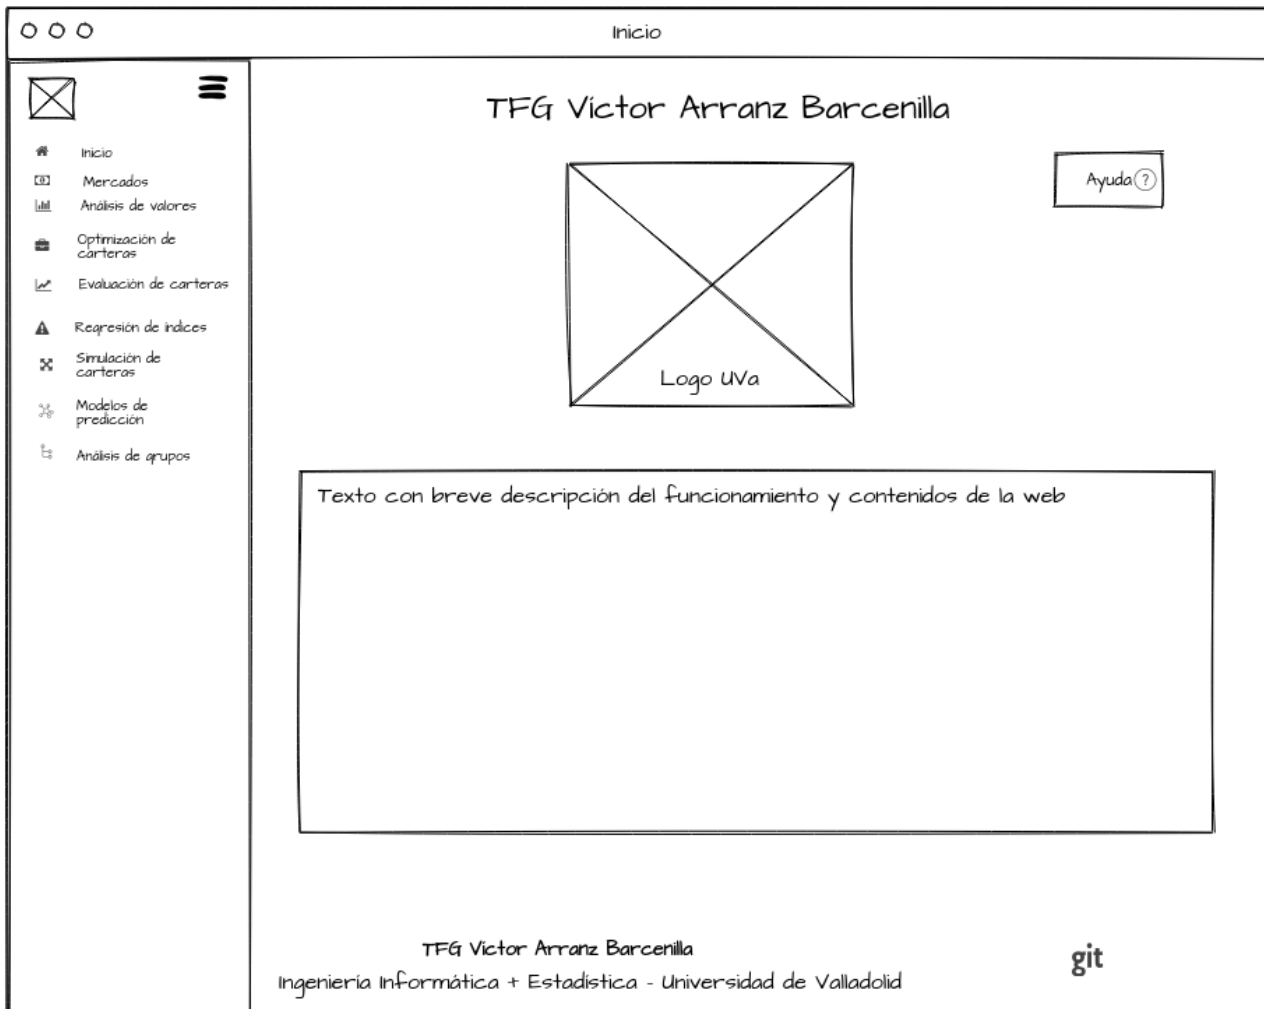 Inicio
TFG Víctor Arranz Barcenilla
Inicio
Mercados
Análisis de valores
Optimización de
carteras
Evaluación de carteras
Regresión de índices
Simulación de
carteras
Modelos de
predicción
Análisis de grupos
Ayuda ?
Logo UVa
Texto con breve descripción del funcionamiento y contenidos de la web
TFG Víctor Arranz Barcenilla
Ingeniería Informática + Estadística - Universidad de Valladolid
git